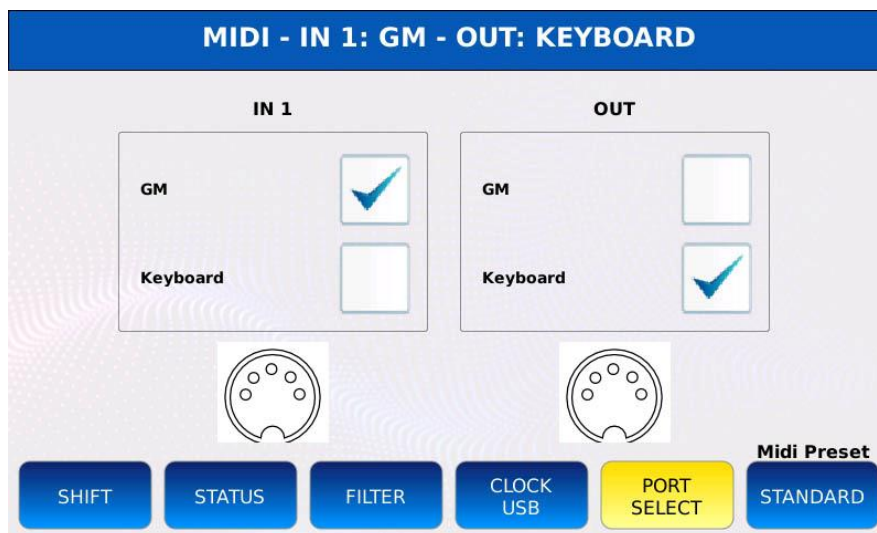 MIDI - IN 1: GM - OUT: KEYBOARD
IN 1
OUT
GM
GM
Keyboard
Keyboard
Midi Preset
SHIFT
STATUS
FILTER
CLOCK
USB
PORT
SELECT
STANDARD